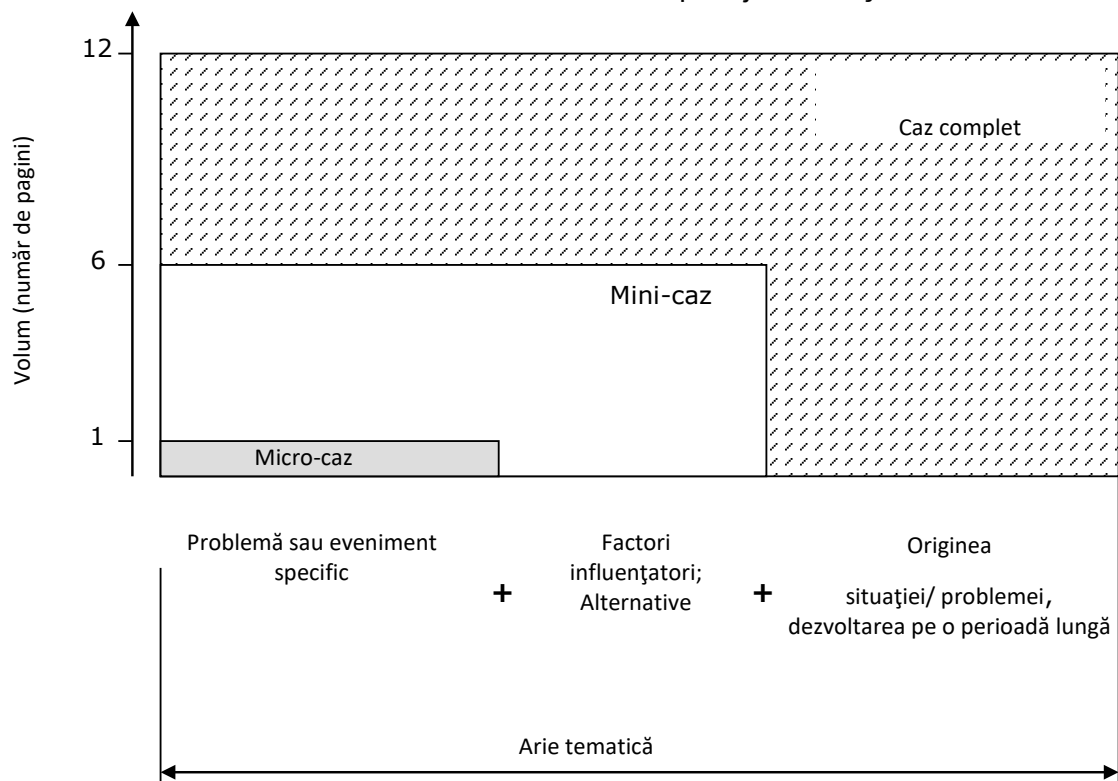 12
Caz complet
Volum (număr de pagini)
6
Mini-caz
1
Micro-caz
Problemă sau eveniment
specific
+
Factori
influenţatori;
Alternative
+
Originea
situaţiei/ problemei,
dezvoltarea pe o perioadă lungă
Arie tematică